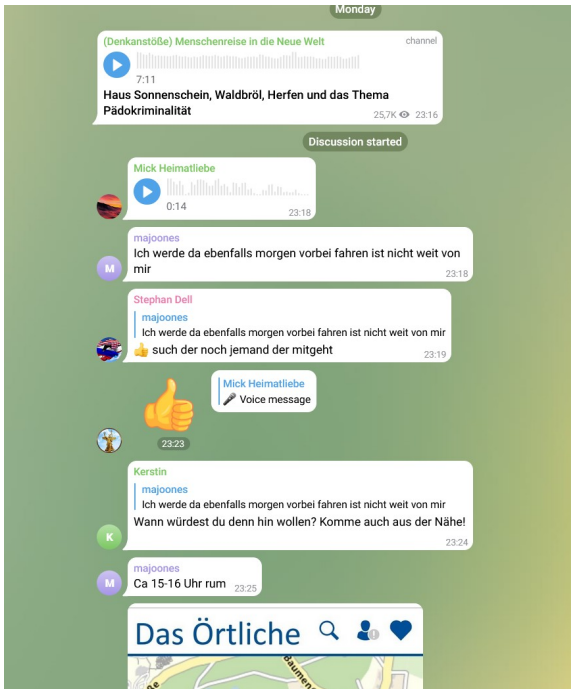 Monday
(Denkanstöße) Menschenreise in die Neue Welt
channel
7:11
Haus Sonnenschein, Waldbröl, Herfen und das Thema
Pädokriminalität
25,7K 23:16
Discussion started
Mick Heimatliebe
0:14
23:18
majoones
Ich werde da ebenfalls morgen vorbei fahren ist nicht weit von
mir
23:18
M
Stephan Dell
majoones
Ich werde da ebenfalls morgen vorbei fahren ist nicht weit von mir
👍 such der noch jemand der mitgeht
23:19
Mick Heimatliebe
🎤 Voice message
23:23
Kerstin
majoones
Ich werde da ebenfalls morgen vorbei fahren ist nicht weit von mir
Wann würdest du denn hin wollen? Komme auch aus der Nähe!
23:24
K
majoones
Ca 15-16 Uhr rum 23:25
M
Das Örtliche